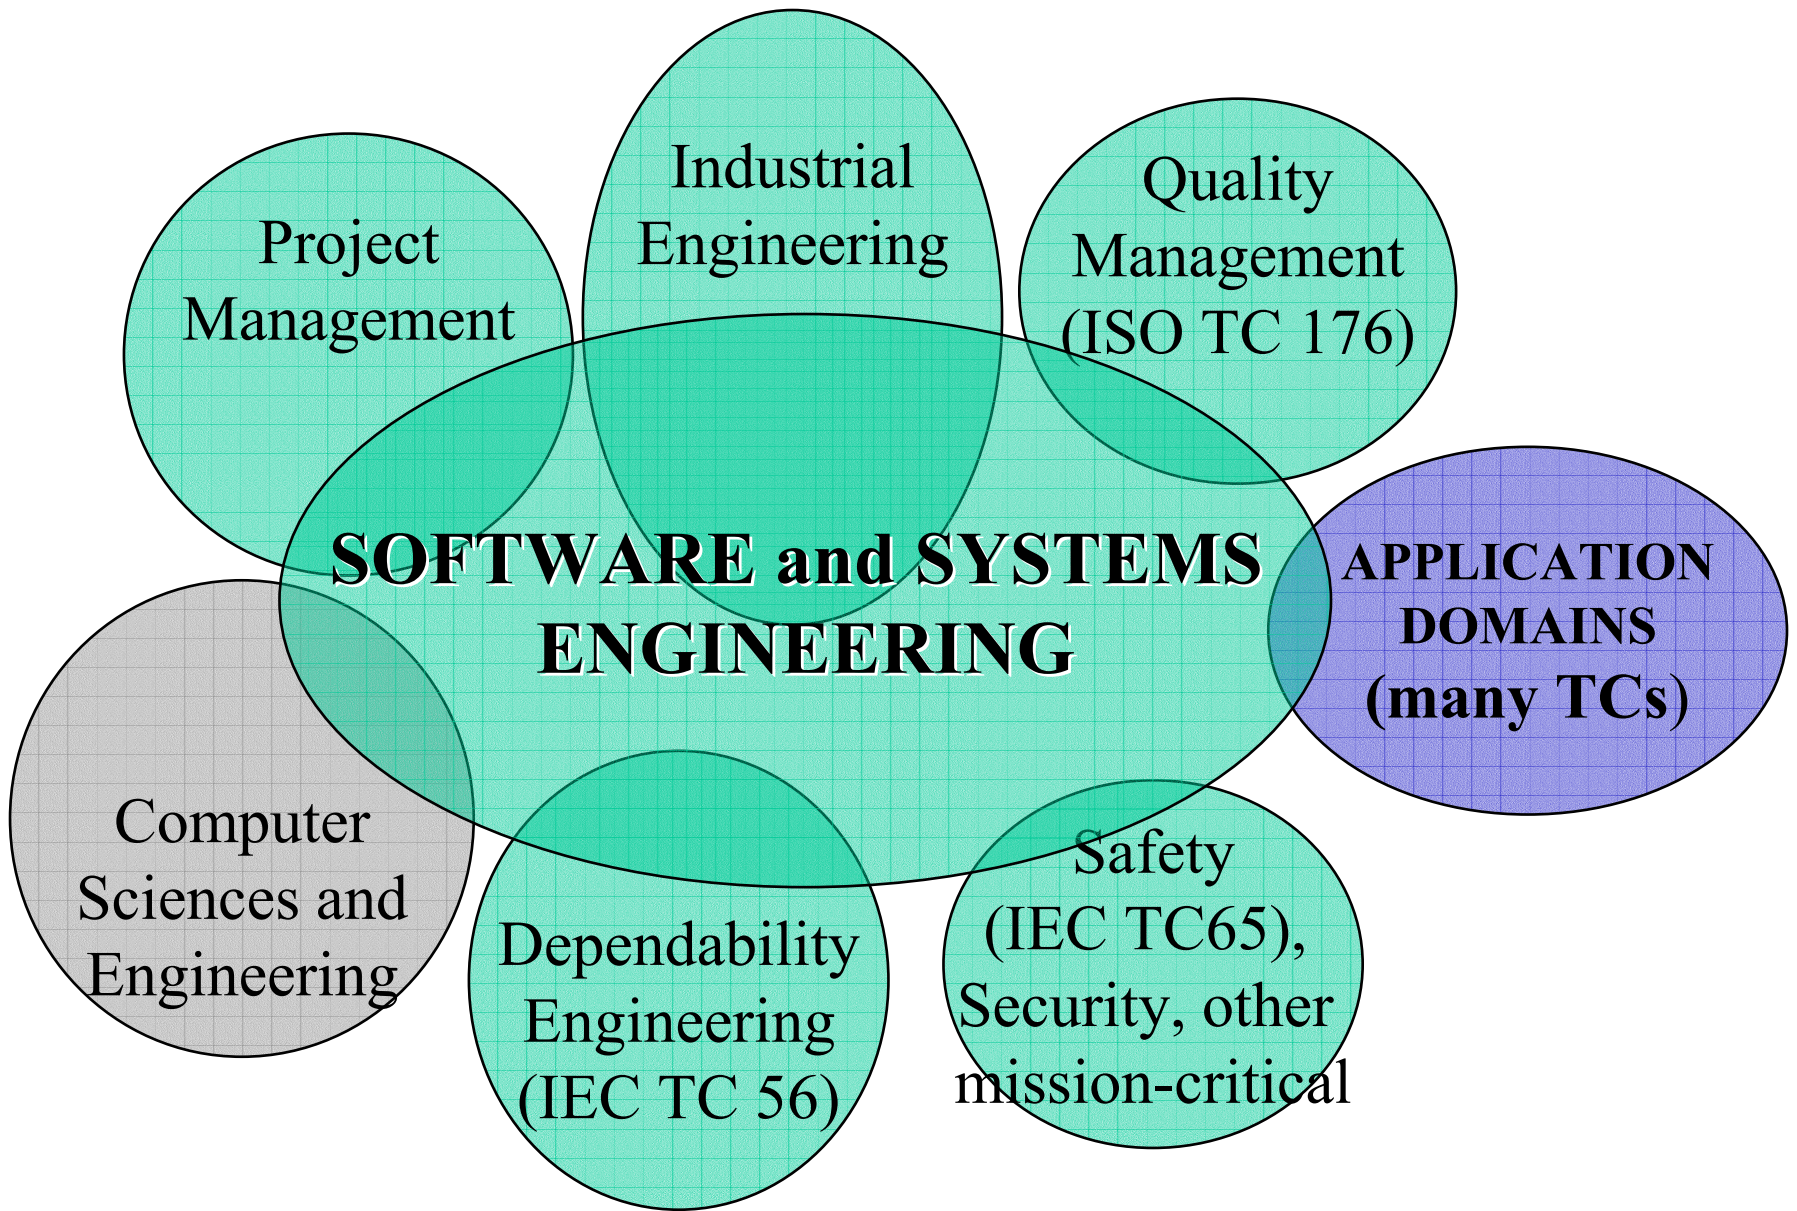 Industrial
Engineering
Quality
Management
(ISO TC 176)
Project
Management
SOFTWARE and SYSTEMS
ENGINEERING
APPLICATION
DOMAINS
(many TCs)
Computer
Sciences and
Engineering
Dependability
Engineering
(IEC TC 56)
Safety
(IEC TC65),
Security, other
mission-critical